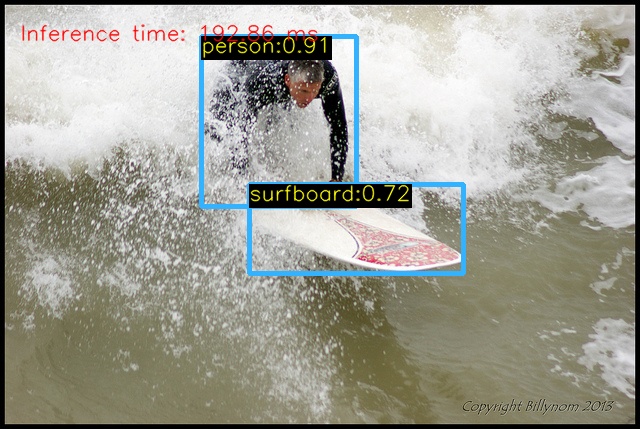 Inference time: 192.86 ms
person:0.91
surfboard:0.72
Copyright Billynom 2013